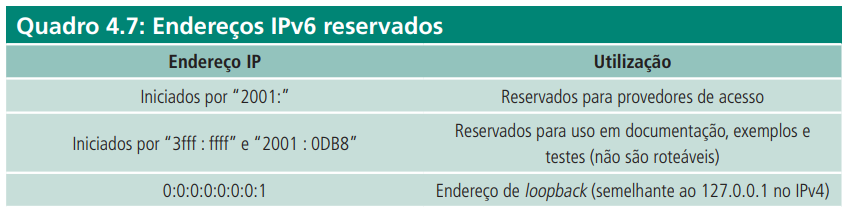 Quadro 4.7: Endereços IPv6 reservados
Endereço IP Utilização
Iniciados por “2001:” Reservados para provedores de acesso
Iniciados por “3fff : ffff“ e “2001 : 0DB8” Reservados para uso em documentação, exemplos e
testes (não são roteáveis)
0:0:0:0:0:0:0:1 Endereço de loopback (semelhante ao 127.0.0.1 no IPv4)